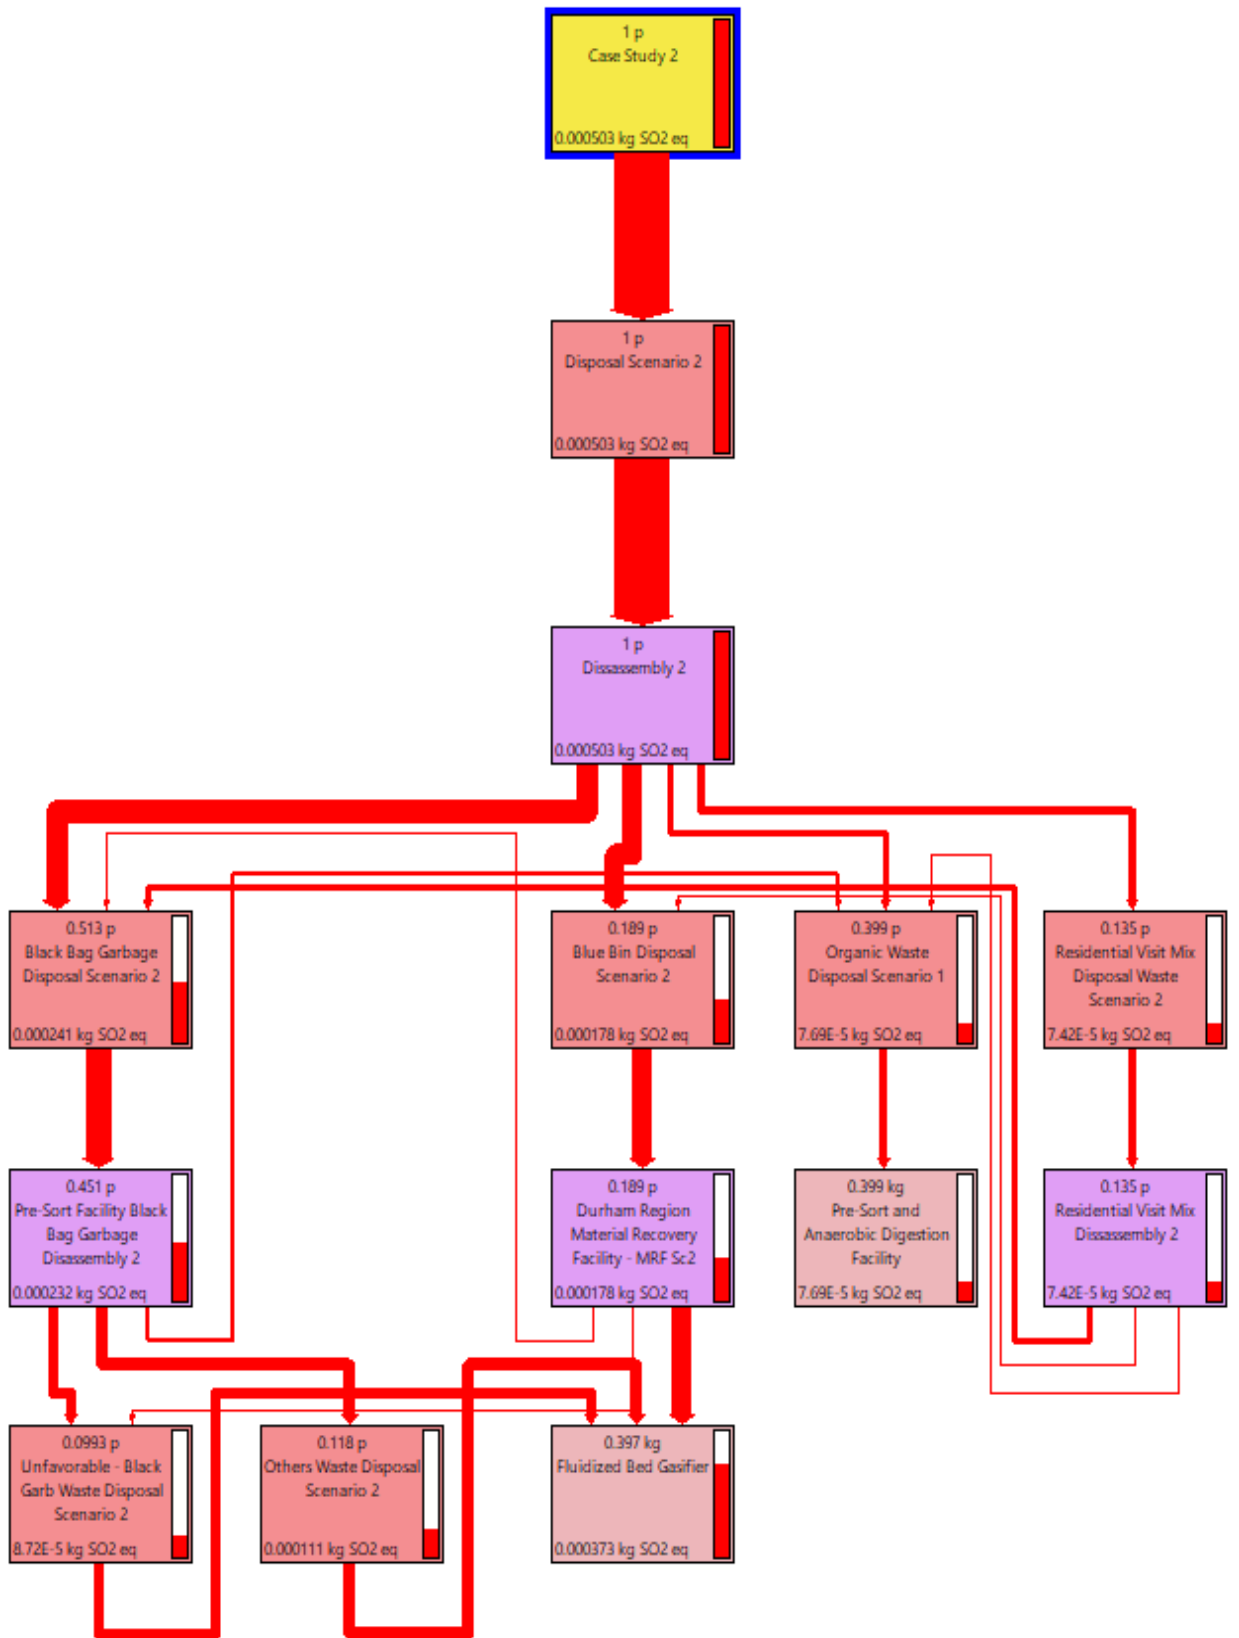 1 p
Case Study 2
0.000503 kg SO2 eq
1 p
Disposal Scenario 2
0.000503 kg SO2 eq
1 p
Dissassembly 2
0.000503 kg SO2 eq
0.513 p
Black Bag Garbage
Disposal Scenario 2
0.000241 kg SO2 eq
0.189 p
Blue Bin Disposal
Scenario 2
0.000178 kg SO2 eq
0.399 p
Organic Waste
Disposal Scenario 1
7.69E-5 kg SO2 eq
0.135 p
Residential Visit Mix
Disposal Waste
Scenario 2
7.42E-5 kg SO2 eq
0.451 p
Pre-Sort Facility Black
Bag Garbage
Disassembly 2
0.000232 kg SO2 eq
0.189 p
Durham Region
Material Recovery
Facility - MRF Sc2
0.000178 kg SO2 eq
0.399 kg
Pre-Sort and
Anaerobic Digestion
Facility
7.69E-5 kg SO2 eq
0.135 p
Residential Visit Mix
Dissassembly 2
7.42E-5 kg SO2 eq
0.0993 p
Unfavorable - Black
Garb Waste Disposal
Scenario 2
8.72E-5 kg SO2 eq
0.118 p
Others Waste Disposal
Scenario 2
0.000111 kg SO2 eq
0.397 kg
Fluidized Bed Gasifier
0.000373 kg SO2 eq